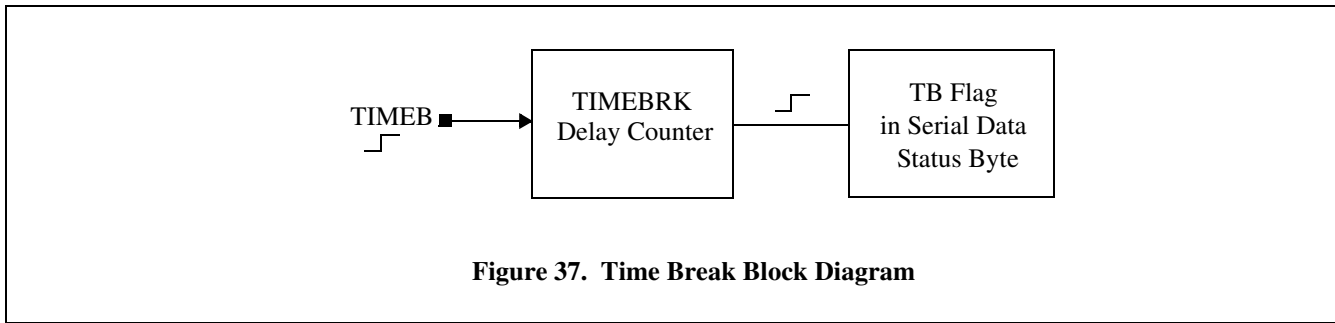 TIMEB
TIMEBRK
Delay Counter
TB Flag
in Serial Data
Status Byte
Figure 37. Time Break Block Diagram